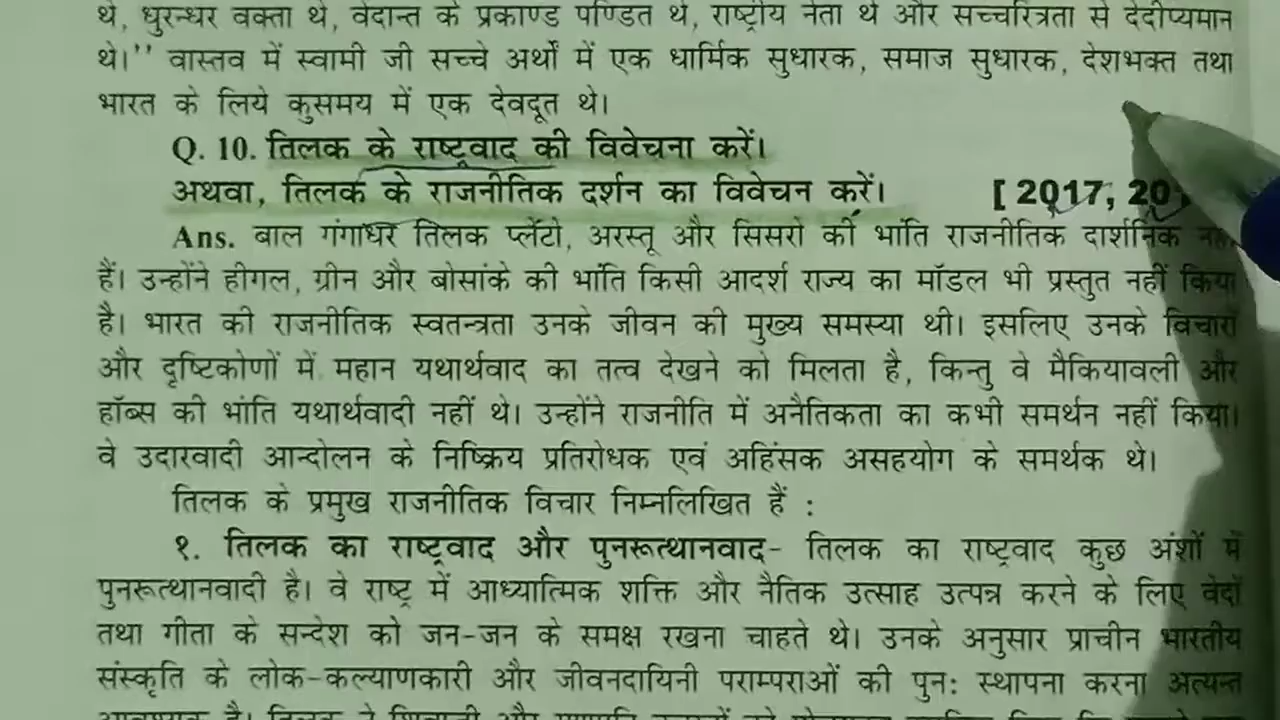 थे, धुरन्धर वक्ता थे, वेदान्त के प्रकाण्ड पण्डित थे, राष्ट्रीय नेता थे और सच्चरित्रता से देदीप्यमान
थे।'' वास्तव में स्वामी जी सच्चे अर्थों में एक धार्मिक सुधारक, समाज सुधारक, देशभक्त तथा
भारत के लिये कुसमय में एक देवदूत थे।
Q. 10. तिलक के राष्ट्रवाद की विवेचना करें।
अथवा, तिलक के राजनीतिक दर्शन का विवेचन करें। [ 2017, 20
Ans. बाल गंगाधर तिलक प्लेटो, अरस्तू और सिसरो की भांति राजनीतिक दार्शनिक
हैं। उन्होंने हीगल, ग्रीन और बोसांके की भांति किसी आदर्श राज्य का मॉडल भी प्रस्तुत नहीं किया
है। भारत की राजनीतिक स्वतन्त्रता उनके जीवन की मुख्य समस्या थी। इसलिए उनके विचारों
और दृष्टिकोणों में महान यथार्थवाद का तत्व देखने को मिलता है, किन्तु वे मैकियावली और
हॉब्स की भांति यथार्थवादी नहीं थे। उन्होंने राजनीति में अनैतिकता का कभी समर्थन नहीं किया।
वे उदारवादी आन्दोलन के निष्क्रिय प्रतिरोधक एवं अहिंसक असहयोग के समर्थक थे।
तिलक के प्रमुख राजनीतिक विचार निम्नलिखित हैं :
१. तिलक का राष्ट्रवाद और पुनरूत्थानवाद- तिलक का राष्ट्रवाद कुछ अंशों में
पुनरूत्थानवादी है। वे राष्ट्र में आध्यात्मिक शक्ति और नैतिक उत्साह उत्पन्न करने के लिए वेदों
तथा गीता के सन्देश को जन-जन के समक्ष रखना चाहते थे। उनके अनुसार प्राचीन भारतीय
संस्कृति के लोक-कल्याणकारी और जीवनदायिनी पराम्पराओं की पुनः स्थापना करना अत्यन्त